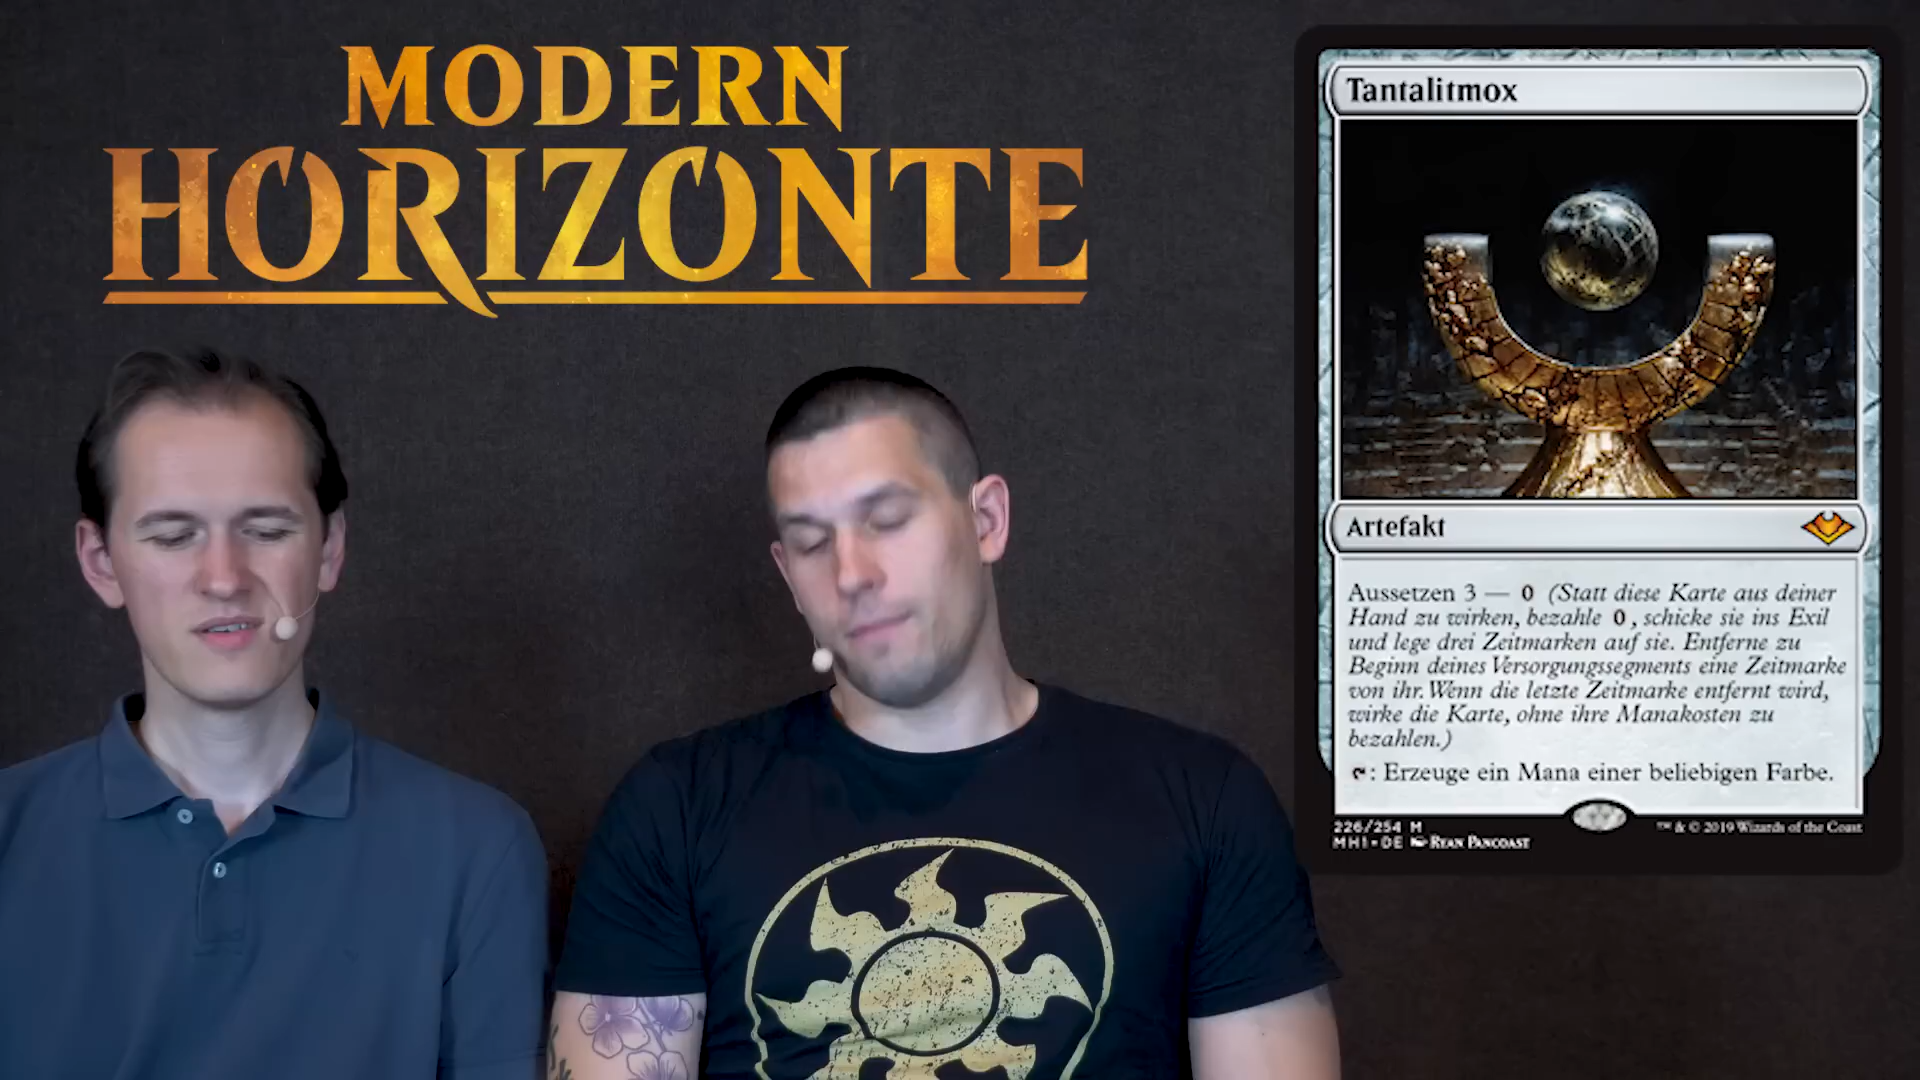 MODERN
HORIZONTE
Tantalitmox
Artefakt
Aussetzen 3 — 0 (Statt diese Karte aus deiner
Hand zu wirken, bezahle 0, schicke sie ins Exil
und lege drei Zeitmarken auf sie. Entferne zu
Beginn deines Versorgungssegments eine Zeitmarke
von ihr. Wenn die letzte Zeitmarke entfernt wird,
wirke die Karte, ohne ihre Manakosten zu
bezahlen.)
: Erzeuge ein Mana einer beliebigen Farbe.
226/254 M
MH1 • DE RYAN PANCOAST
™ & © 2019 Wizards of the Coast